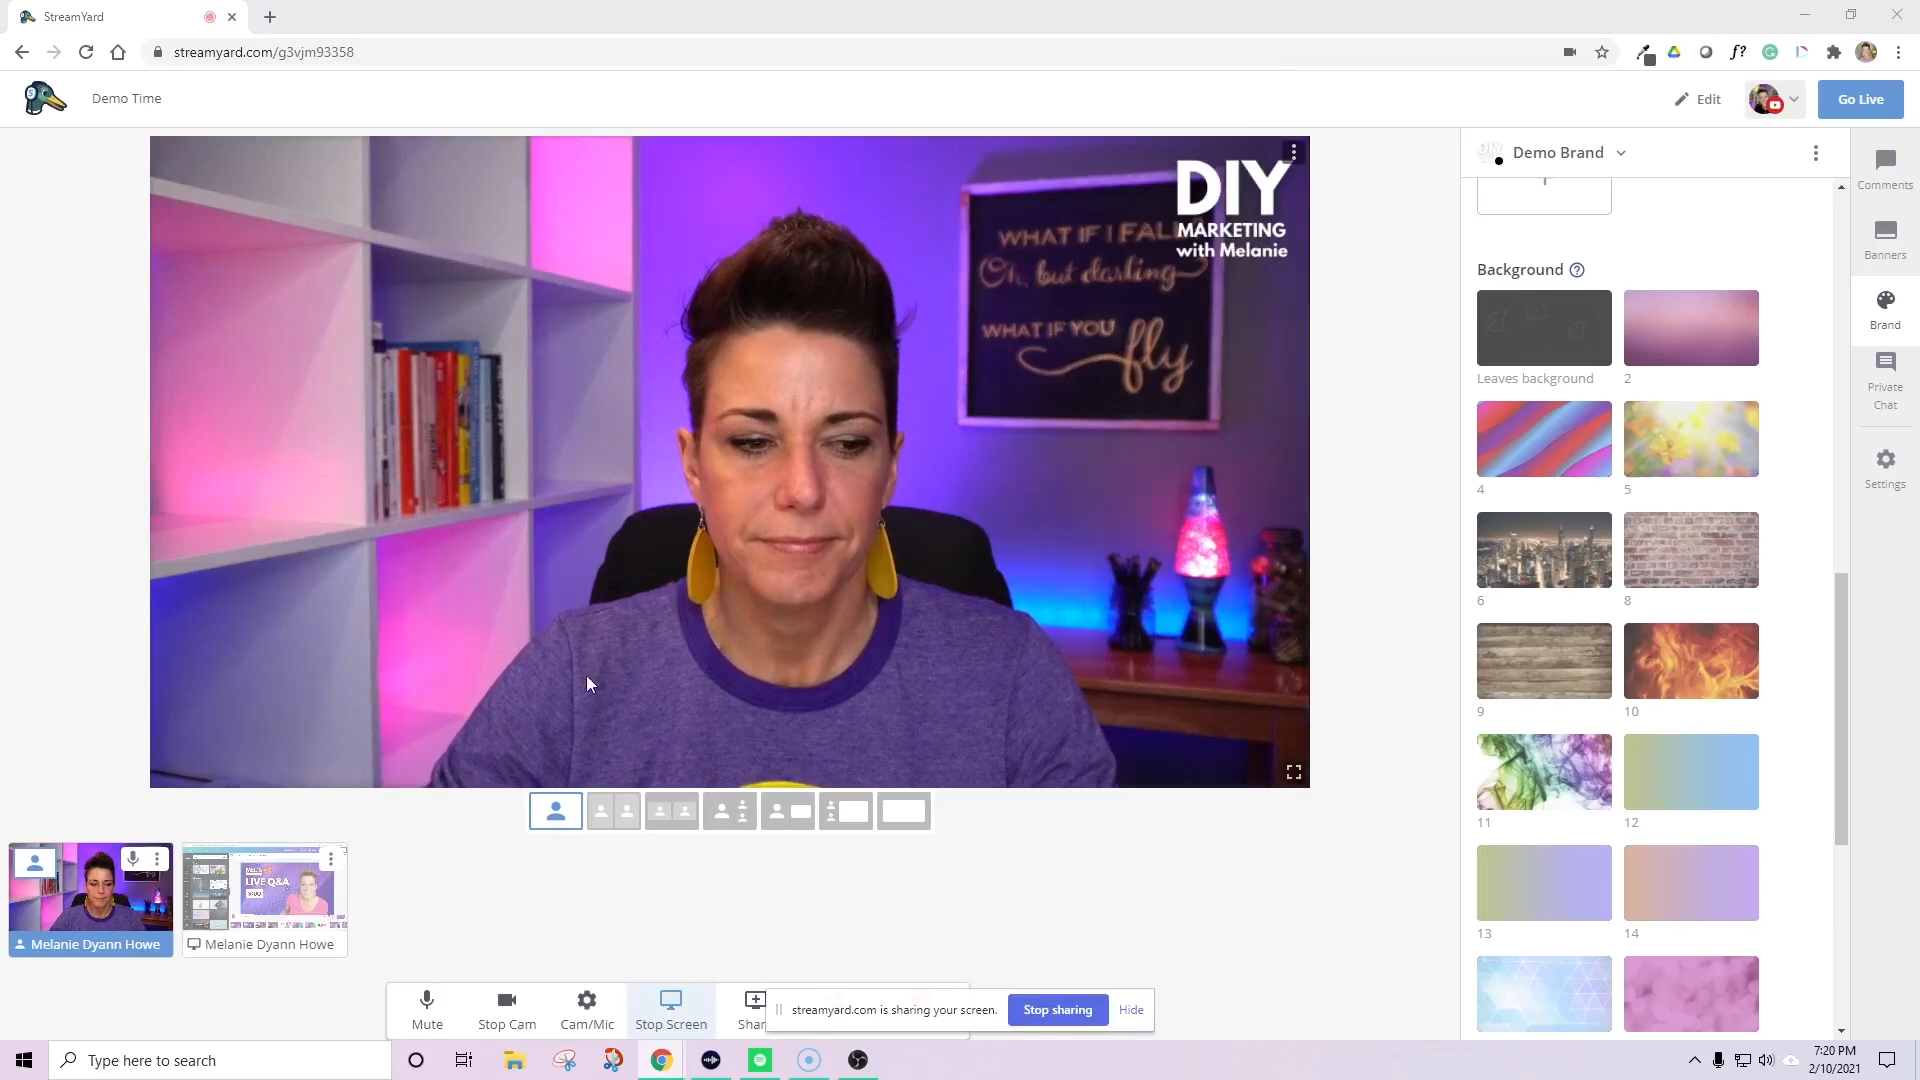 StreamYard
streamyard.com/g3vjm93358
Demo Time
Edit
Go Live
DIY
MARKETING
with Melanie
WHAT IF I FALL
Oh, but darling
WHAT IF YOU
fly
Demo Brand
Background
Leaves background
2
4
5
6
8
9
10
11
12
13
14
Comments
Banners
Brand
Private
Chat
Settings
MEL'S
LIVE Q&A
Melanie Dyann Howe
Melanie Dyann Howe
Mute
Stop Cam
Cam/Mic
Stop Screen
Shar
streamyard.com is sharing your screen.
Stop sharing
Hide
Type here to search
7:20 PM
2/10/2021